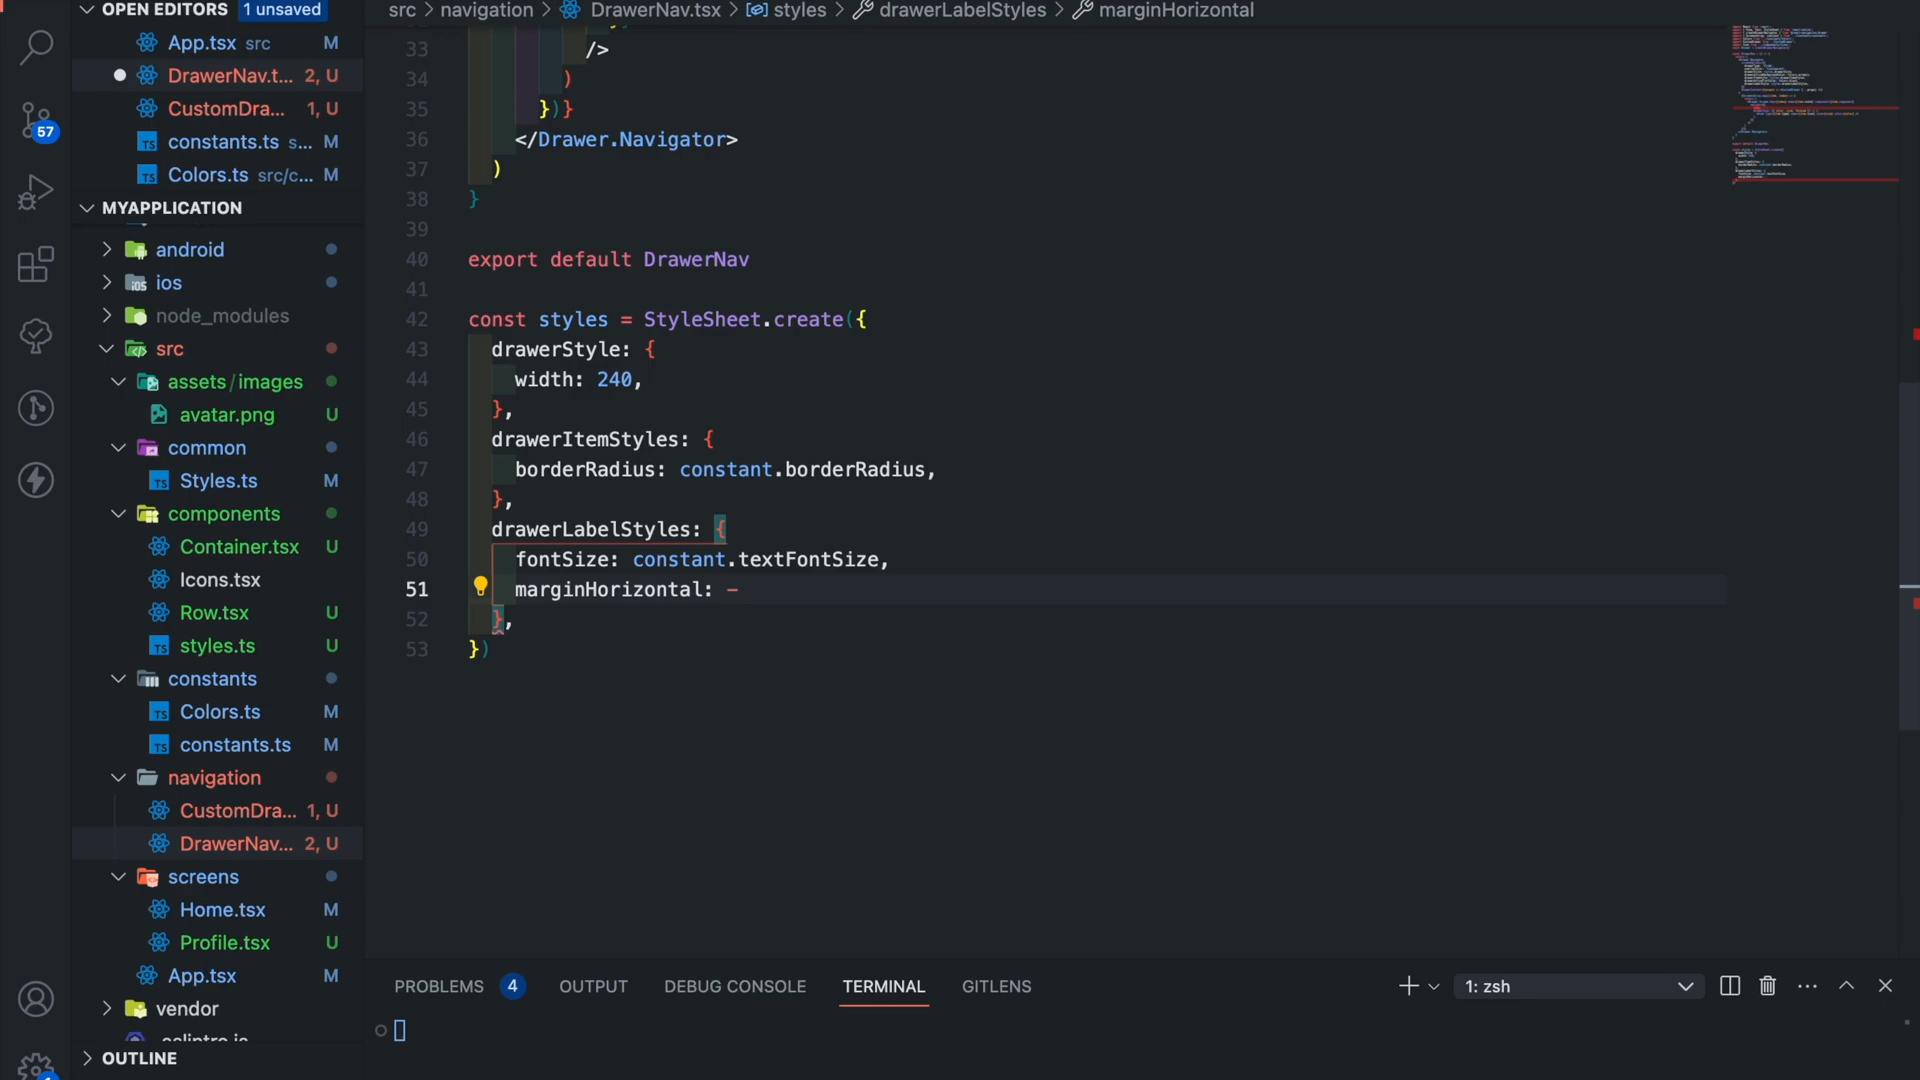 OPEN EDITORS 1 unsaved
App.tsx src M
DrawerNav.t... 2, U
CustomDra... 1, U
constants.ts s... M
Colors.ts src/c... M
MYAPPLICATION
android
ios
node_modules
src
assets/images
avatar.png U
common
Styles.ts M
components
Container.tsx U
Icons.tsx
Row.tsx U
styles.ts U
constants
Colors.ts M
constants.ts M
navigation
CustomDra... 1, U
DrawerNav... 2, U
screens
Home.tsx M
Profile.tsx U
App.tsx M
vendor
OUTLINE
57
src > navigation > DrawerNav.tsx > styles > drawerLabelStyles > marginHorizontal
33 />
34 )
35 })}
36 </Drawer.Navigator>
37 )
38 }
39
40 export default DrawerNav
41
42 const styles = StyleSheet.create({
43 drawerStyle: {
44 width: 240,
45 },
46 drawerItemStyles: {
47 borderRadius: constant.borderRadius,
48 },
49 drawerLabelStyles: {
50 fontSize: constant.textFontSize,
51 marginHorizontal: -
52 },
53 })
PROBLEMS 4 OUTPUT DEBUG CONSOLE TERMINAL GITLENS
1: zsh